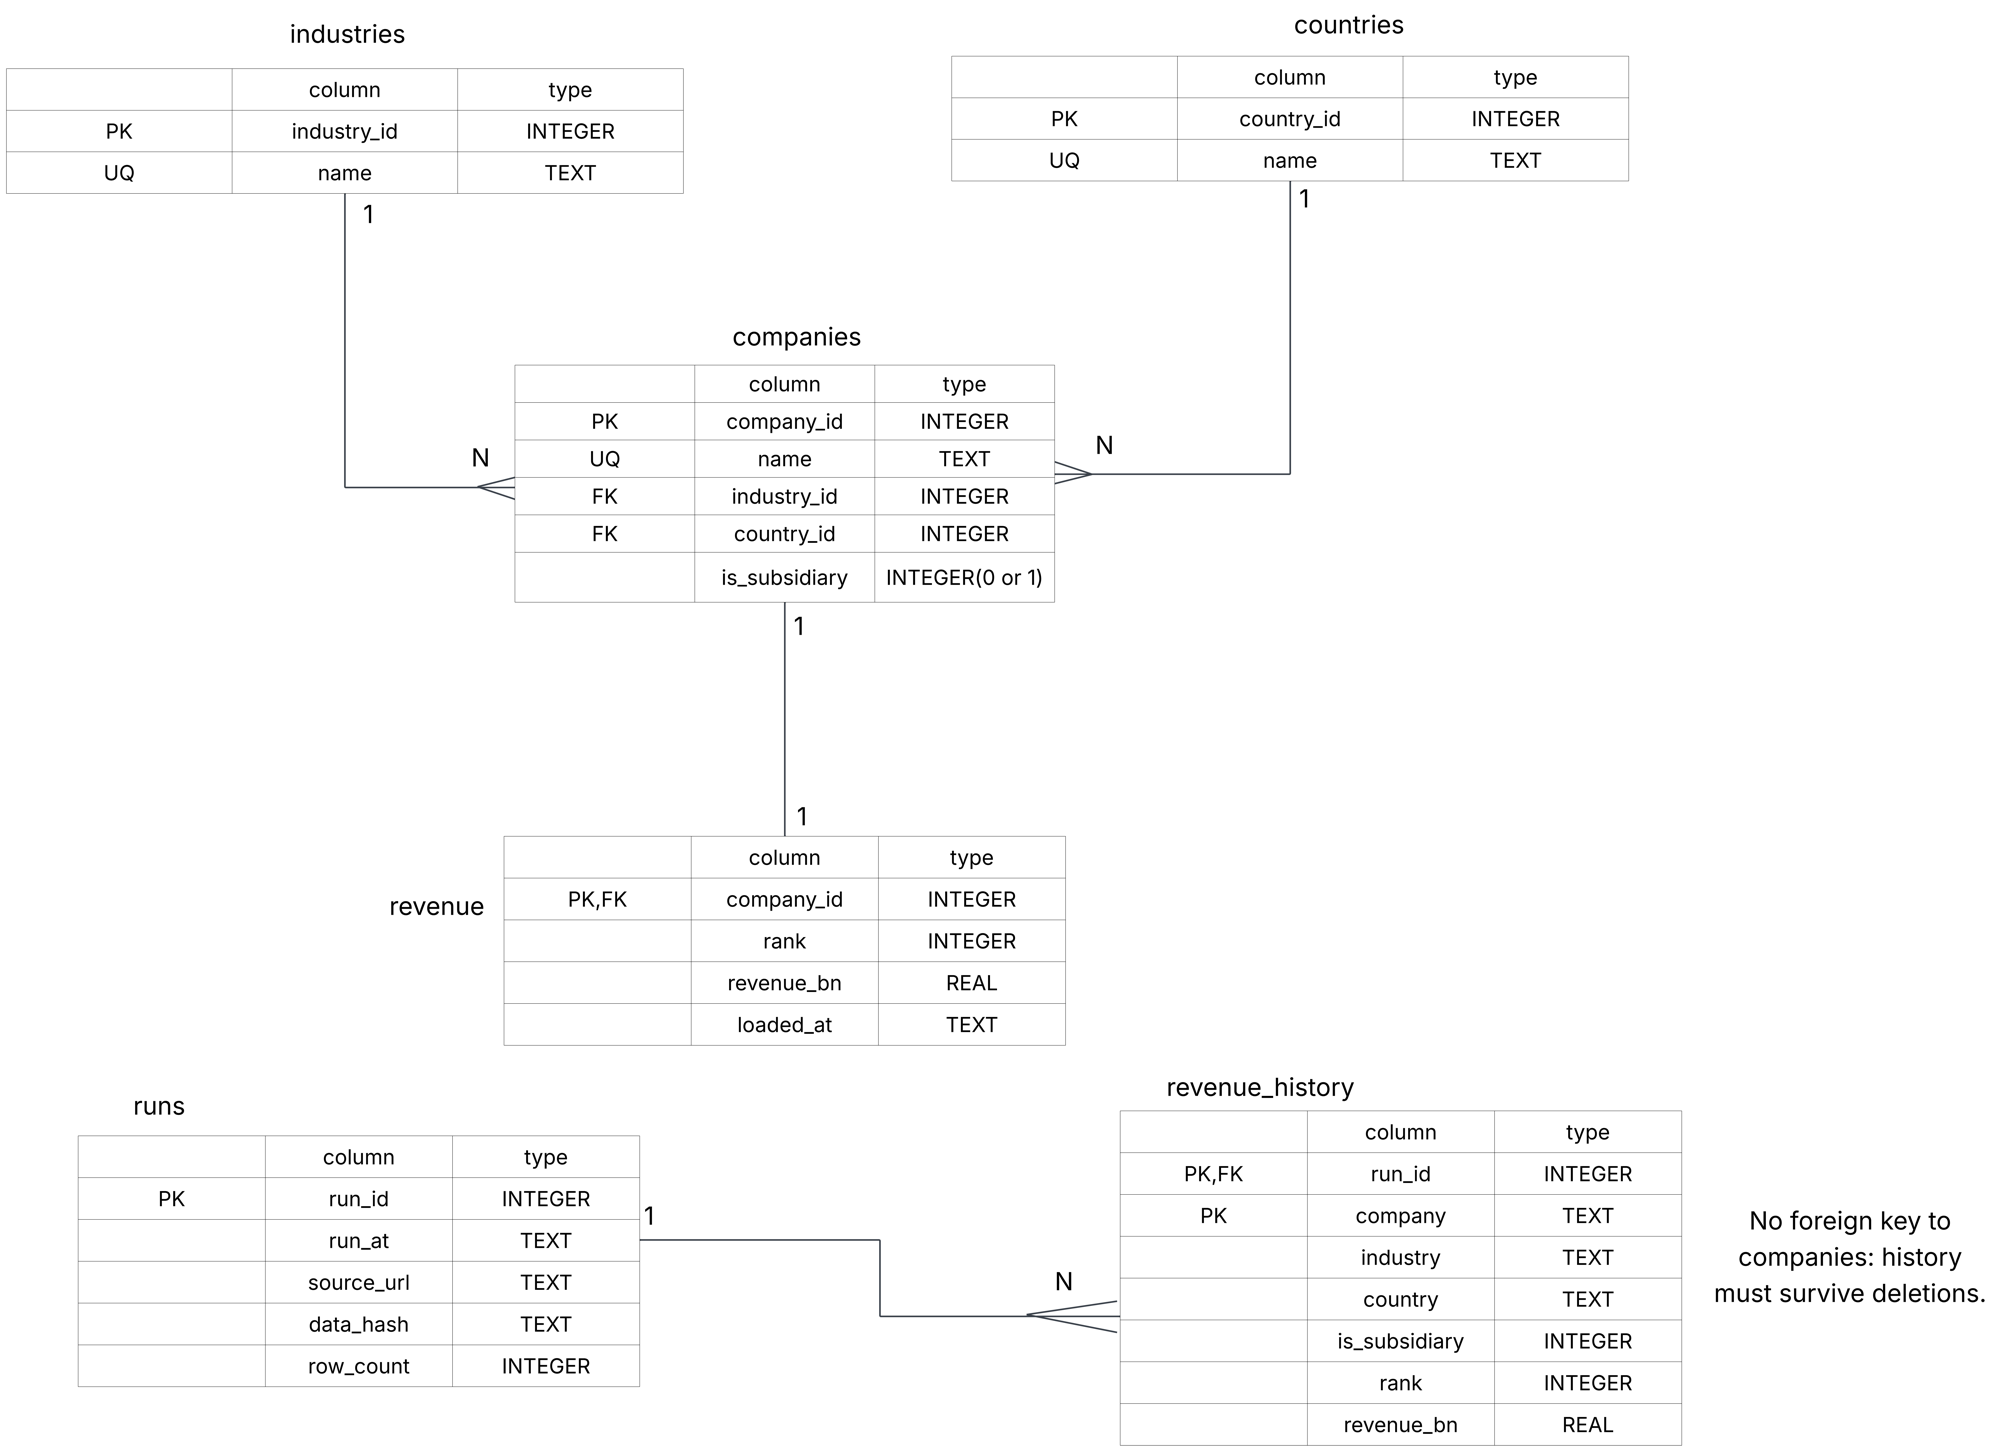 industries
column type
PK industry_id INTEGER
UQ name TEXT
1
countries
column type
PK country_id INTEGER
UQ name TEXT
1
companies
column type
PK company_id INTEGER
UQ name TEXT
FK industry_id INTEGER
FK country_id INTEGER
is_subsidiary INTEGER(0 or 1)
N
N
1
1
revenue
column type
PK,FK company_id INTEGER
rank INTEGER
revenue_bn REAL
loaded_at TEXT
runs
column type
PK run_id INTEGER
run_at TEXT
source_url TEXT
data_hash TEXT
row_count INTEGER
1
N
revenue_history
column type
PK,FK run_id INTEGER
PK company TEXT
industry TEXT
country TEXT
is_subsidiary INTEGER
rank INTEGER
revenue_bn REAL
No foreign key to
companies: history
must survive deletions.